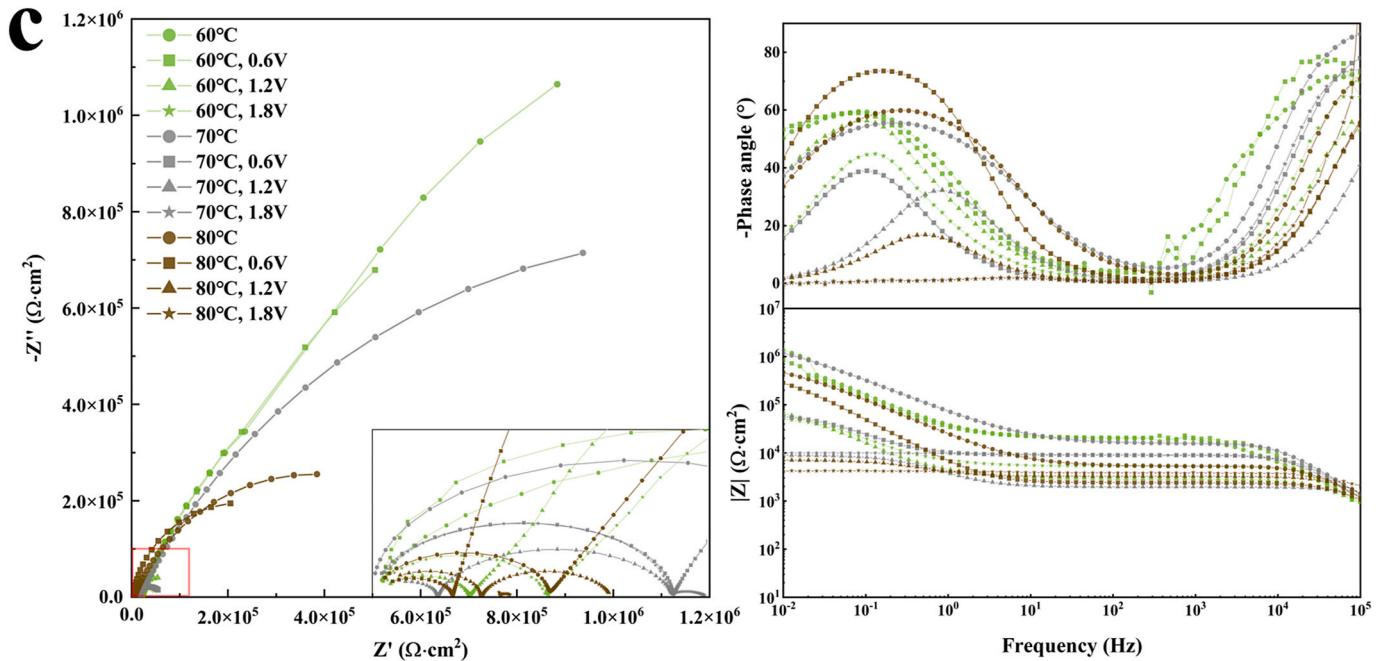 c
1.2×10⁶
1.0×10⁶
8.0×10⁵
6.0×10⁵
4.0×10⁵
2.0×10⁵
0.0
-Z'' (Ω·cm²)
60℃
60℃, 0.6V
60℃, 1.2V
60℃, 1.8V
70℃
70℃, 0.6V
70℃, 1.2V
70℃, 1.8V
80℃
80℃, 0.6V
80℃, 1.2V
80℃, 1.8V
0.0 2.0×10⁵ 4.0×10⁵ 6.0×10⁵ 8.0×10⁵ 1.0×10⁶ 1.2×10⁶
Z' (Ω·cm²)
80
60
40
20
0
-Phase angle (°)
10⁷
10⁶
10⁵
10⁴
10³
10²
10¹
|Z| (Ω·cm²)
10⁻² 10⁻¹ 10⁰ 10¹ 10² 10³ 10⁴ 10⁵
Frequency (Hz)